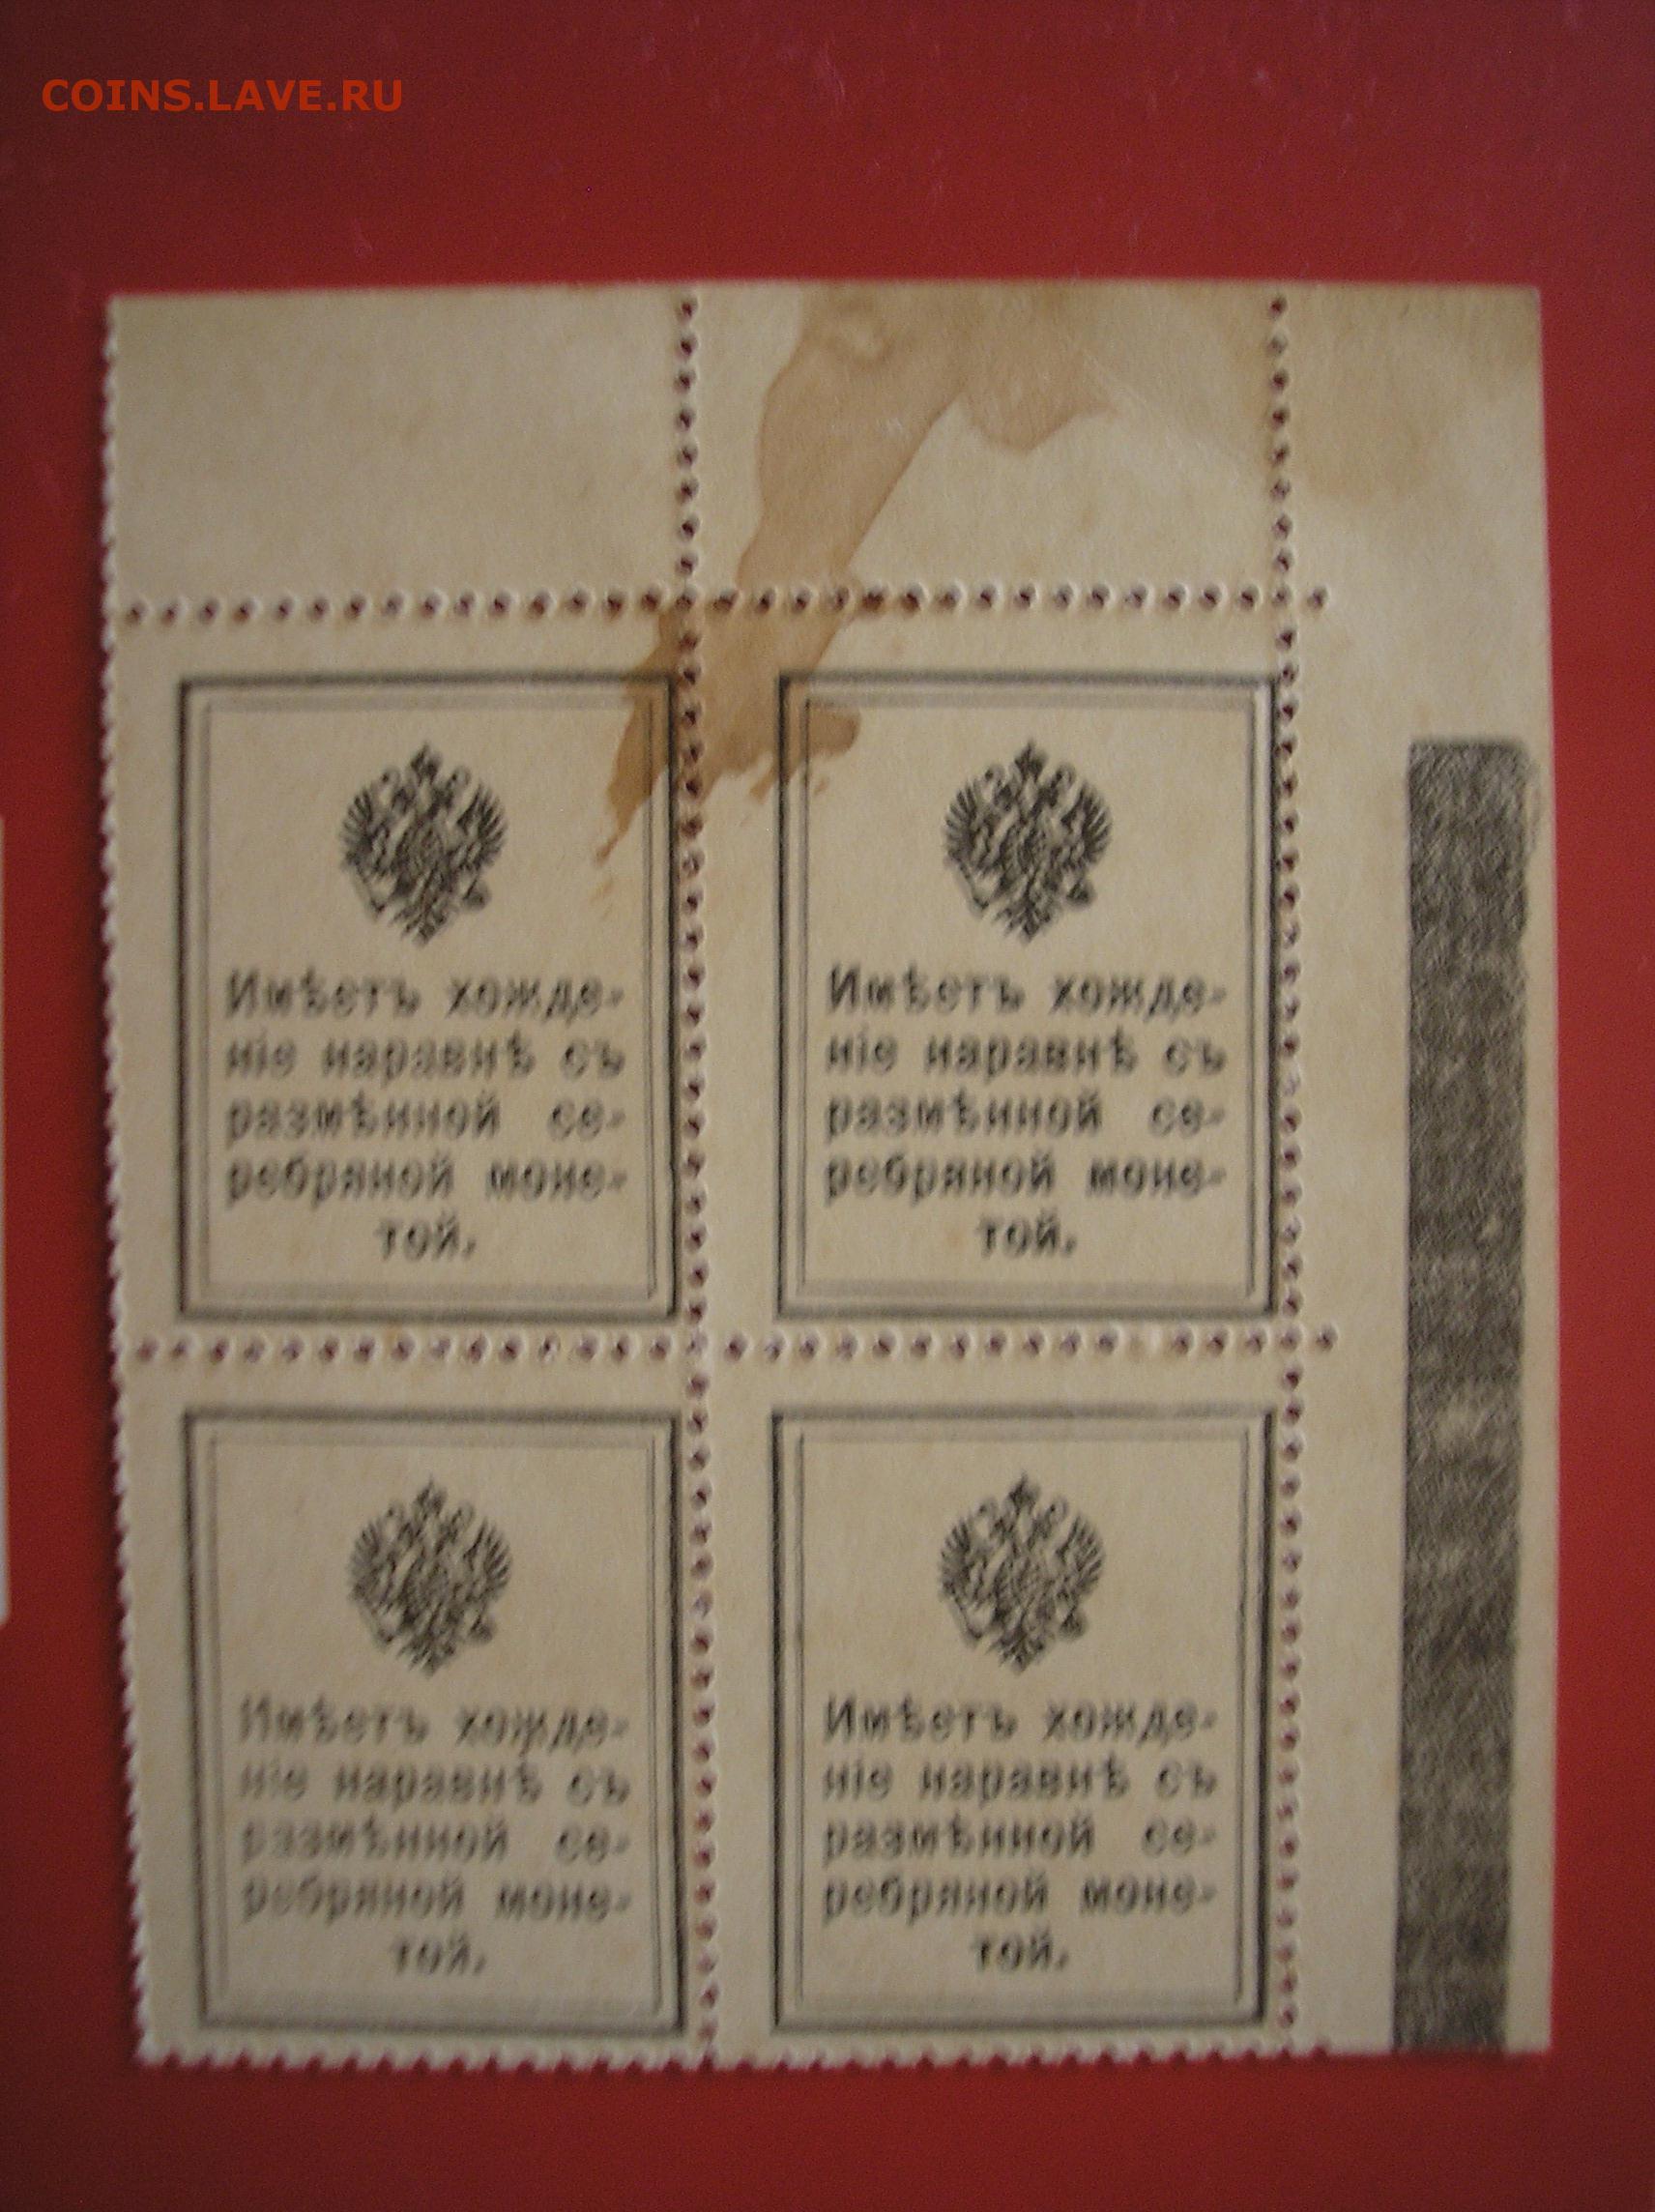 COINS.LAVE.RU
Имѣетъ хожде-
ніе наравнѣ съ
размѣнной се-
ребряной моне-
той.
Имѣетъ хожде-
ніе наравнѣ съ
размѣнной се-
ребряной моне-
той.
Имѣетъ хожде-
ніе наравнѣ съ
размѣнной се-
ребряной моне-
той.
Имѣетъ хожде-
ніе наравнѣ съ
размѣнной се-
ребряной моне-
той.